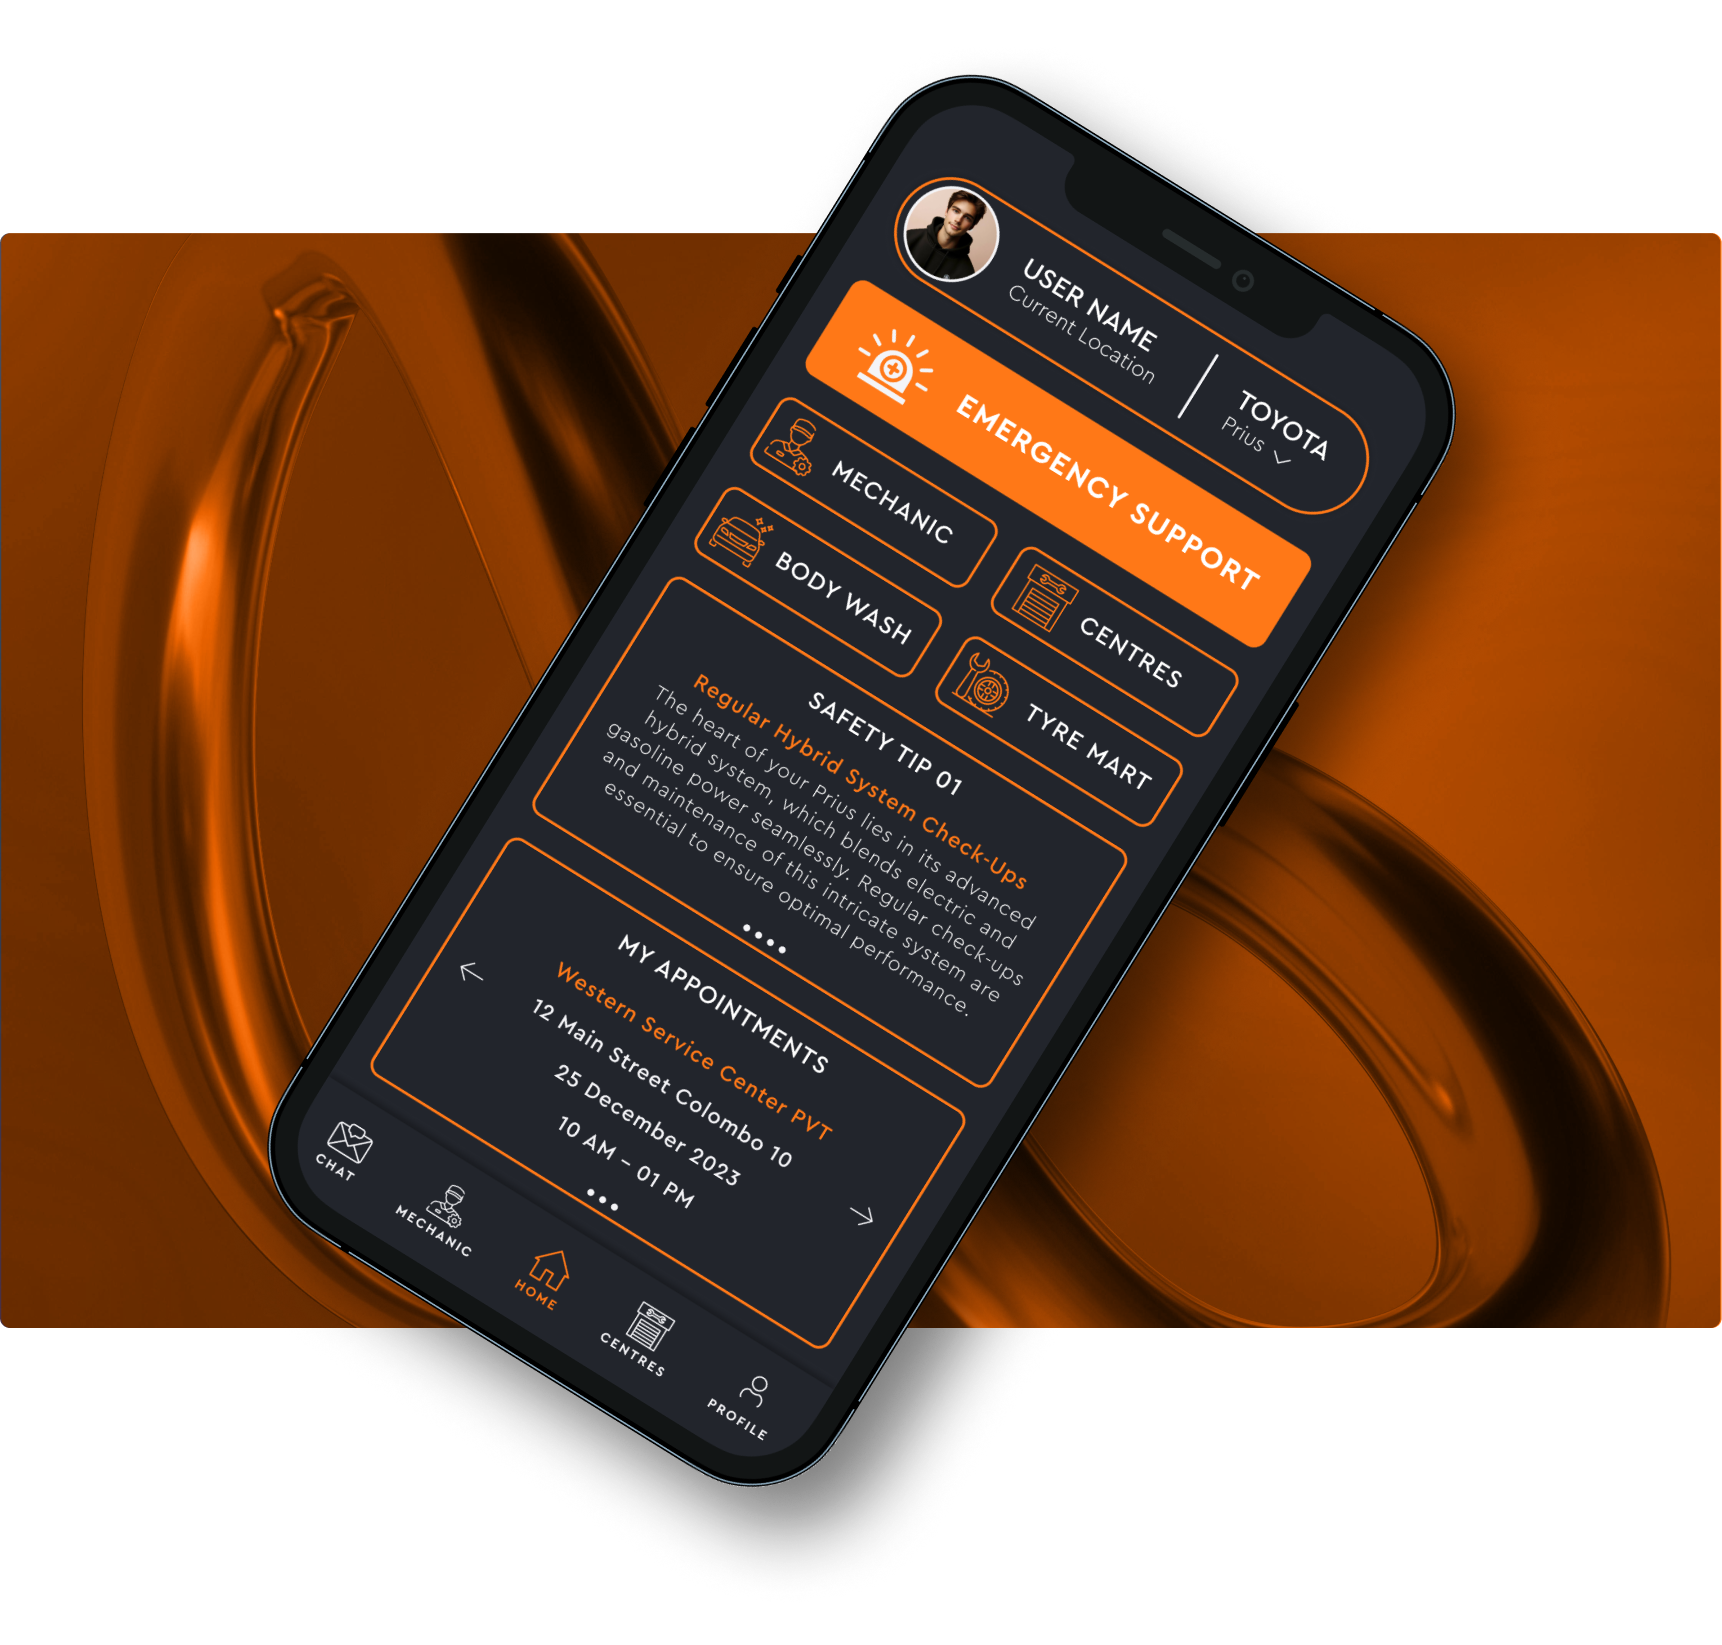 USER NAME
Current Location
TOYOTA
Prius
EMERGENCY SUPPORT
MECHANIC
CENTRES
BODY WASH
TYRE MART
SAFETY TIP 01
Regular Hybrid System Check-Ups
The heart of your Prius lies in its advanced
hybrid system, which blends electric and
gasoline power seamlessly. Regular check-ups
and maintenance of this intricate system are
essential to ensure optimal performance.
MY APPOINTMENTS
Western Service Center PVT
12 Main Street Colombo 10
25 December 2023
10 AM – 01 PM
CHAT
MECHANIC
HOME
CENTRES
PROFILE